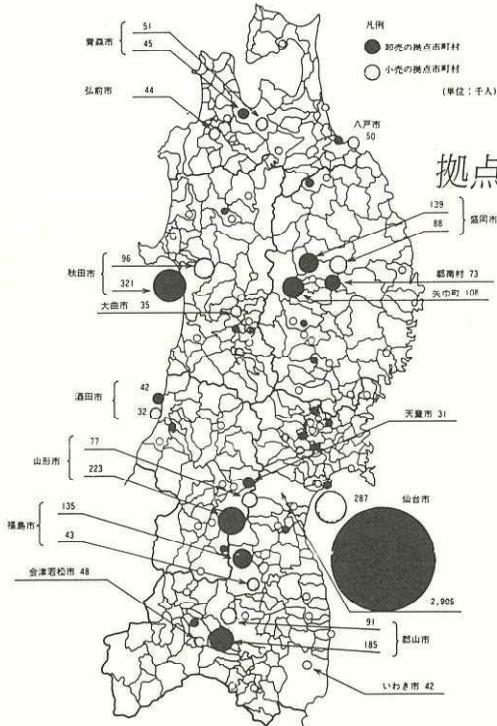 凡例
卸売の拠点市町村
小売の拠点市町村
(単位:千人)
青森市
51
45
弘前市
44
八戸市
50
拠点
139
88
盛岡市
秋田市
96
321
都南村 73
矢巾町 108
大曲市 35
酒田市
42
32
天童市 31
山形市
77
223
287
仙台市
福島市
135
43
会津若松市 48
2,905
91
185
郡山市
いわき市 42